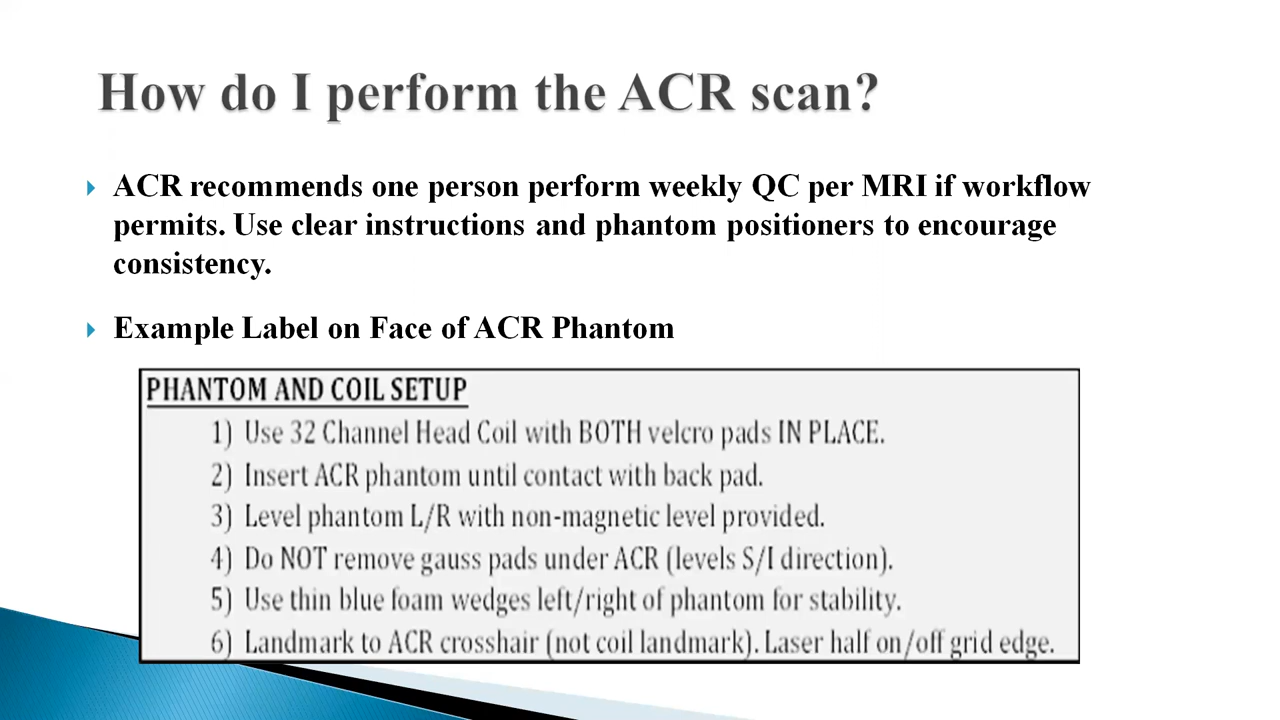 How do I perform the ACR scan?
ACR recommends one person perform weekly QC per MRI if workflow
permits. Use clear instructions and phantom positioners to encourage
consistency.
Example Label on Face of ACR Phantom
PHANTOM AND COIL SETUP
1) Use 32 Channel Head Coil with BOTH velcro pads IN PLACE.
2) Insert ACR phantom until contact with back pad.
3) Level phantom L/R with non-magnetic level provided.
4) Do NOT remove gauss pads under ACR (levels S/I direction).
5) Use thin blue foam wedges left/right of phantom for stability.
6) Landmark to ACR crosshair (not coil landmark). Laser half on/off grid edge.